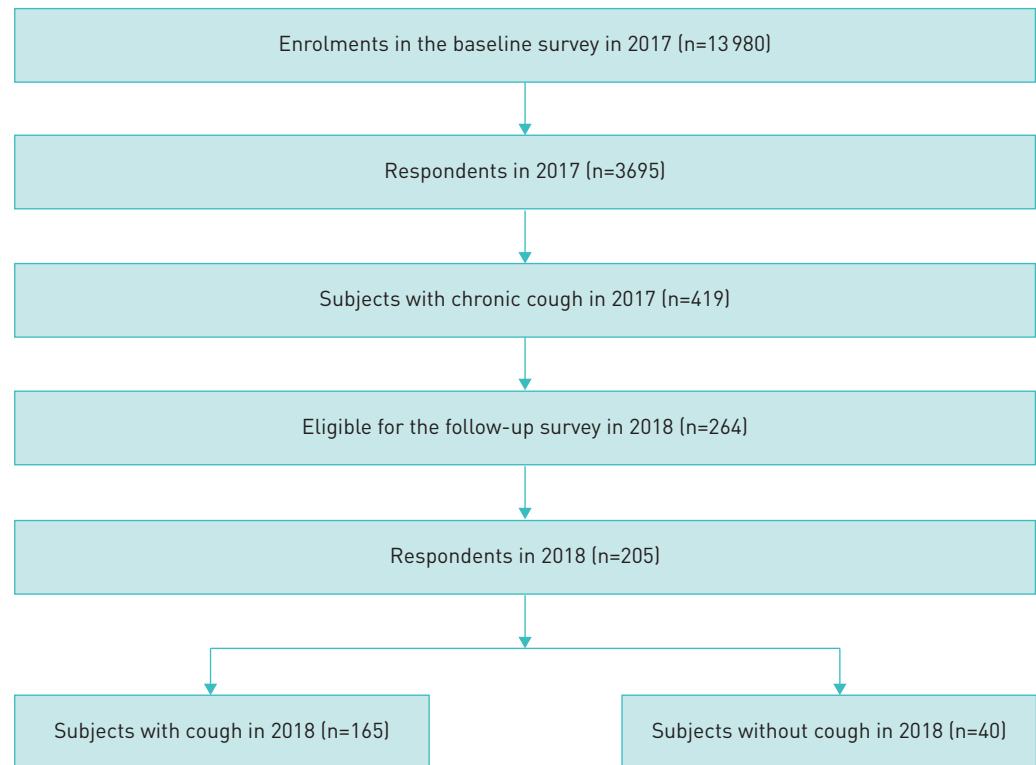 Enrolments in the baseline survey in 2017 (n=13 980)
Respondents in 2017 (n=3695)
Subjects with chronic cough in 2017 (n=419)
Eligible for the follow-up survey in 2018 (n=264)
Respondents in 2018 (n=205)
Subjects with cough in 2018 (n=165)
Subjects without cough in 2018 (n=40)